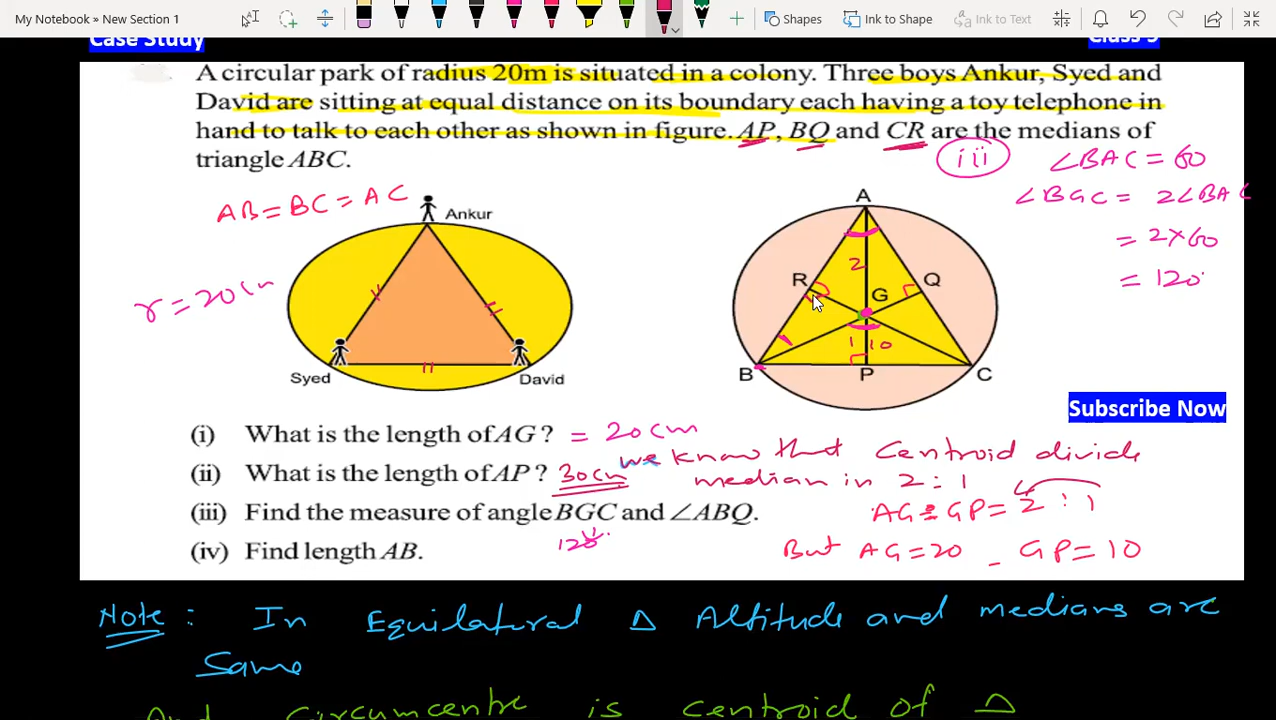 My Notebook » New Section 1
Shapes
Ink to Shape
Ink to Text
Case Study
A circular park of radius 20m is situated in a colony. Three boys Ankur, Syed and
David are sitting at equal distance on its boundary each having a toy telephone in
hand to talk to each other as shown in figure. AP, BQ and CR are the medians of
triangle ABC.
iii
∠BAC = 60
∠BGC = 2∠BAC
= 2×60
= 120°
AB = BC = AC
Ankur
r = 20cm
Syed
David
A
R
Q
2
G
1
10
B
P
C
Subscribe Now
(i) What is the length of AG? = 20cm
we know that Centroid divide
(ii) What is the length of AP? 30cm
median in 2:1
(iii) Find the measure of angle BGC and ∠ABQ.
AG : GP = 2 : 1
120°
(iv) Find length AB.
But AG = 20 GP = 10
Note : In Equilateral Δ Altitude and medians are
Same
And Circumcentre is centroid of Δ